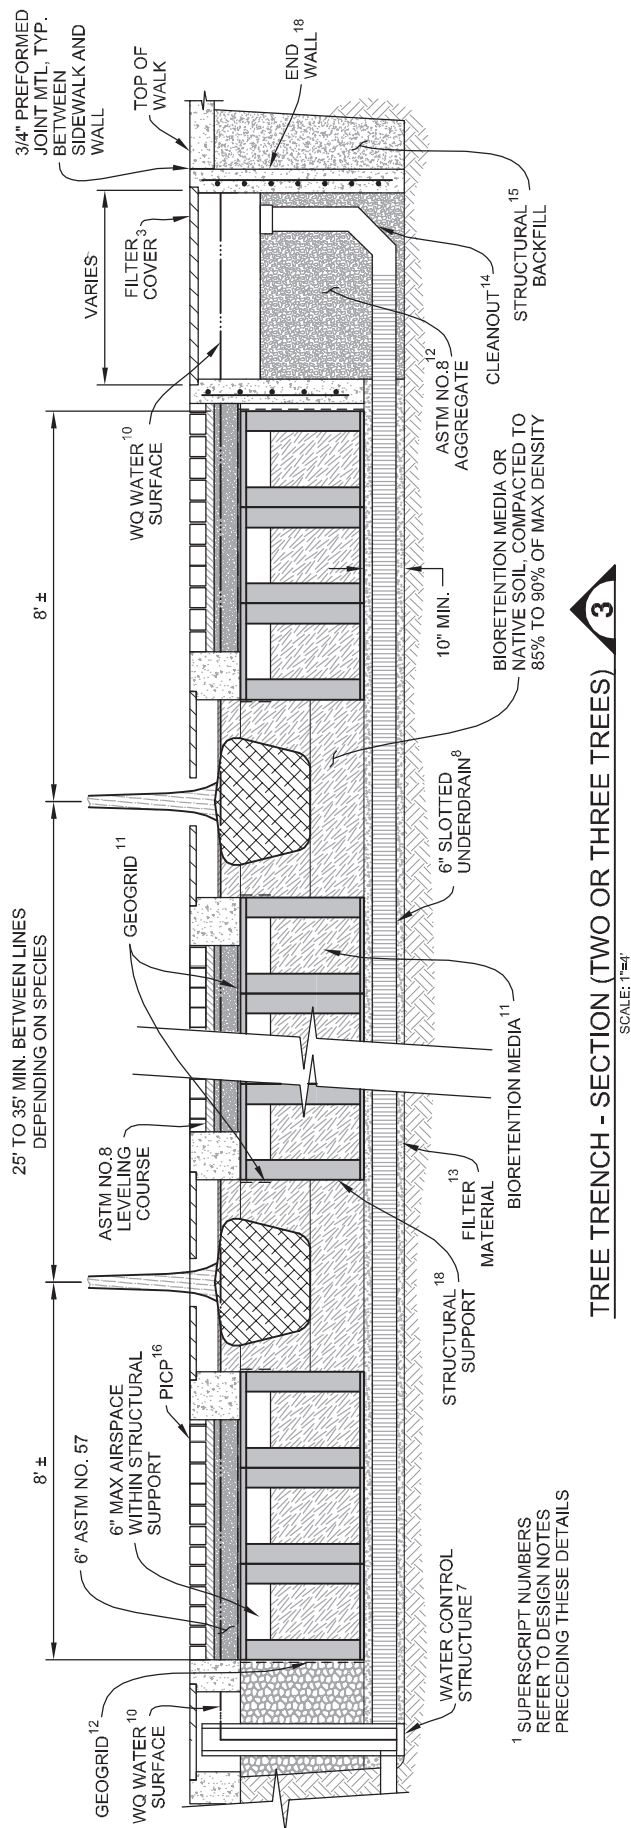 25' TO 35' MIN. BETWEEN LINES
DEPENDING ON SPECIES
8' ±
8' ±
VARIES
3/4" PREFORMED
JOINT MTL, TYP.
BETWEEN
SIDEWALK AND
WALL
TOP OF
WALK
END
WALL 18
FILTER
COVER 3
6" ASTM NO. 57
6" MAX AIRSPACE
WITHIN STRUCTURAL
SUPPORT
PICP 16
ASTM NO.8
LEVELING
COURSE
GEOGRID 11
WQ WATER 10
SURFACE
GEOGRID 12
WQ WATER 10
SURFACE
WATER CONTROL
STRUCTURE 7
STRUCTURAL 18
SUPPORT
FILTER 13
MATERIAL
BIORETENTION MEDIA 11
6" SLOTTED
UNDERDRAIN 8
10" MIN.
BIORETENTION MEDIA OR
NATIVE SOIL, COMPACTED TO
85% TO 90% OF MAX DENSITY
ASTM NO.8 12
AGGREGATE
CLEANOUT 14
STRUCTURAL 15
BACKFILL
1 SUPERSCRIPT NUMBERS
REFER TO DESIGN NOTES
PRECEDING THESE DETAILS
TREE TRENCH - SECTION (TWO OR THREE TREES)
3
SCALE: 1"=4'